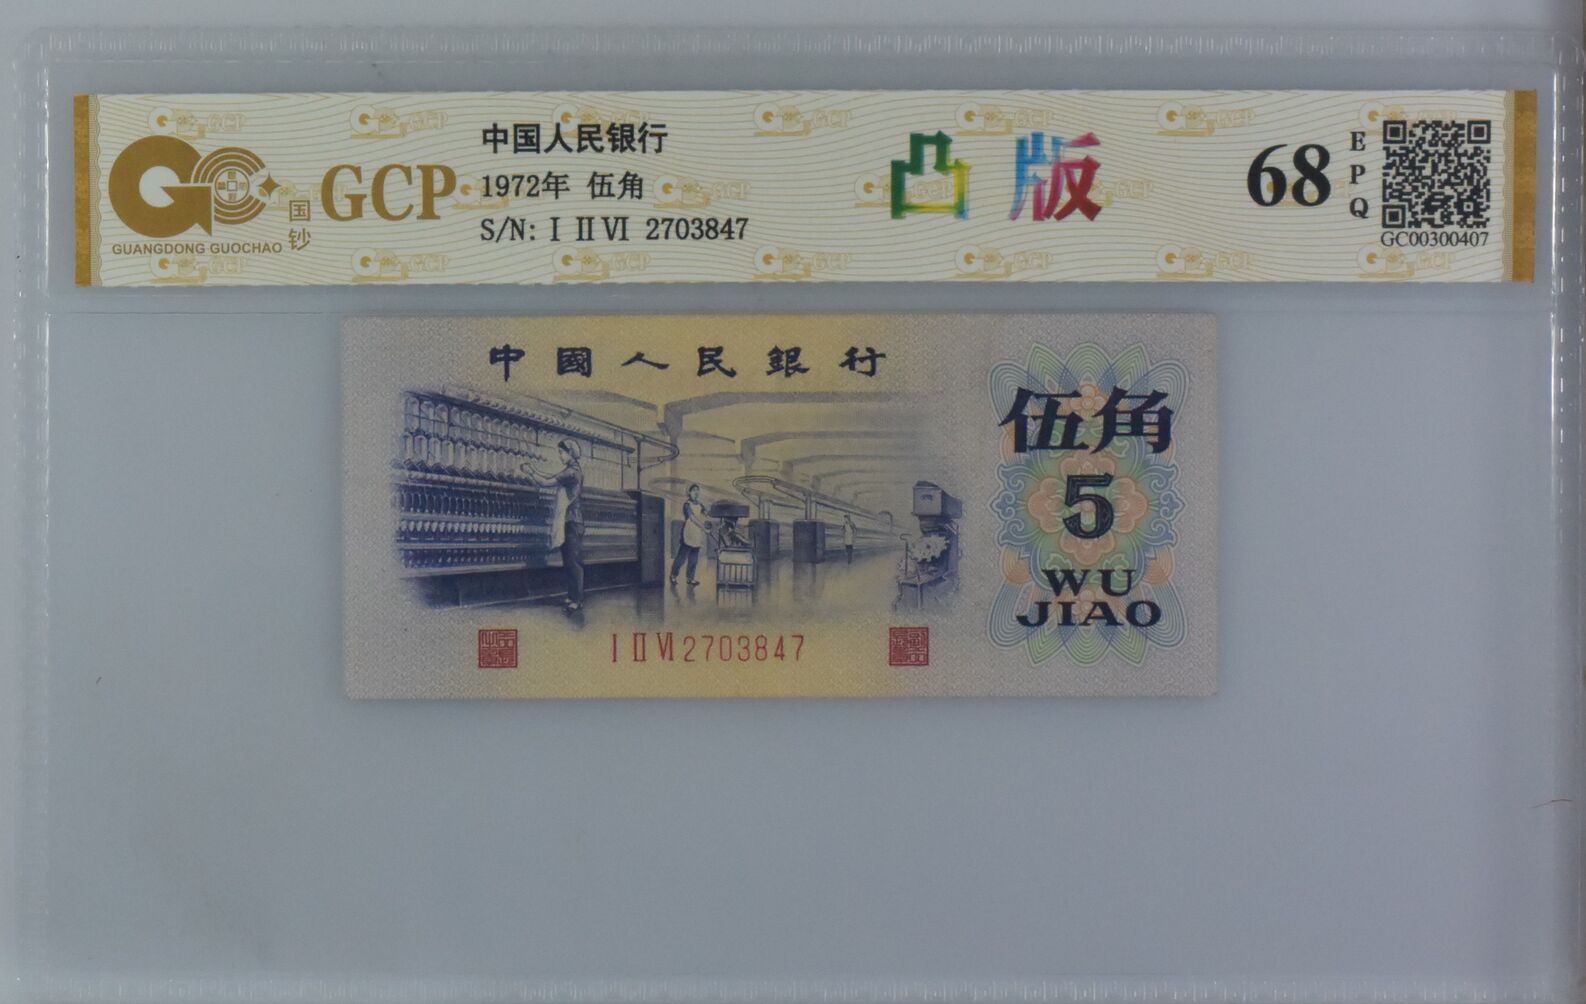 GCP
国钞
GUANGDONG GUOCHAO
中国人民银行
1972年 伍角
S/N: Ⅰ Ⅱ Ⅵ 2703847
凸版
68
EPQ
GC00300407
中國人民銀行
伍角
5
WU
JIAO
Ⅰ Ⅱ Ⅵ 2703847